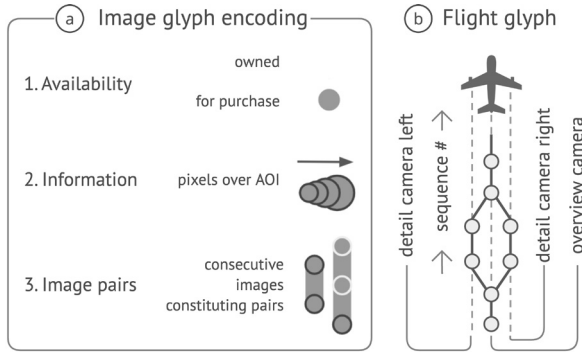 a Image glyph encoding
1. Availability
owned
for purchase
2. Information
pixels over AOI
3. Image pairs
consecutive
images
constituting pairs
b Flight glyph
detail camera left
sequence #
detail camera right
overview camera